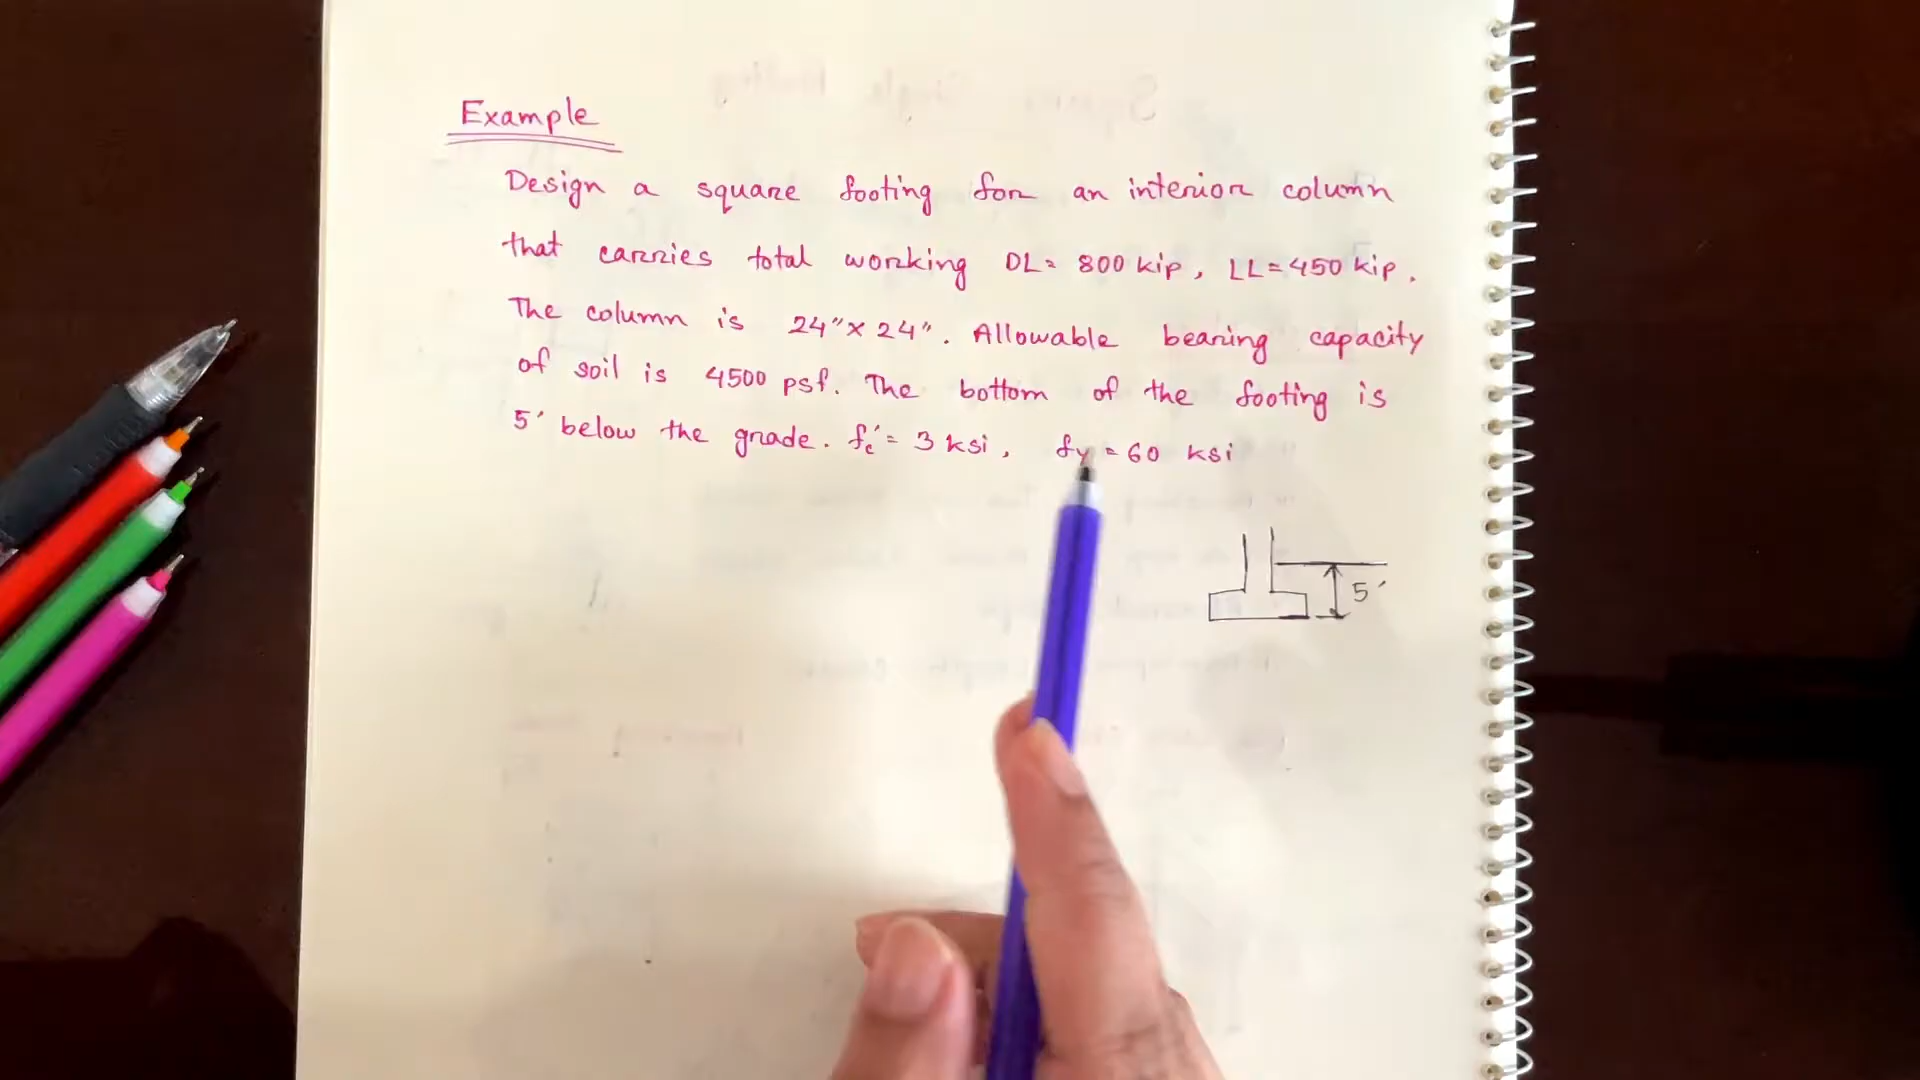 Example
Design a square footing for an interior column
that carries total working DL= 800 kip, LL=450 kip.
The column is 24"x 24". Allowable bearing capacity
of soil is 4500 psf. The bottom of the footing is
5' below the grade. fc'= 3 ksi, fy = 60 ksi
5'